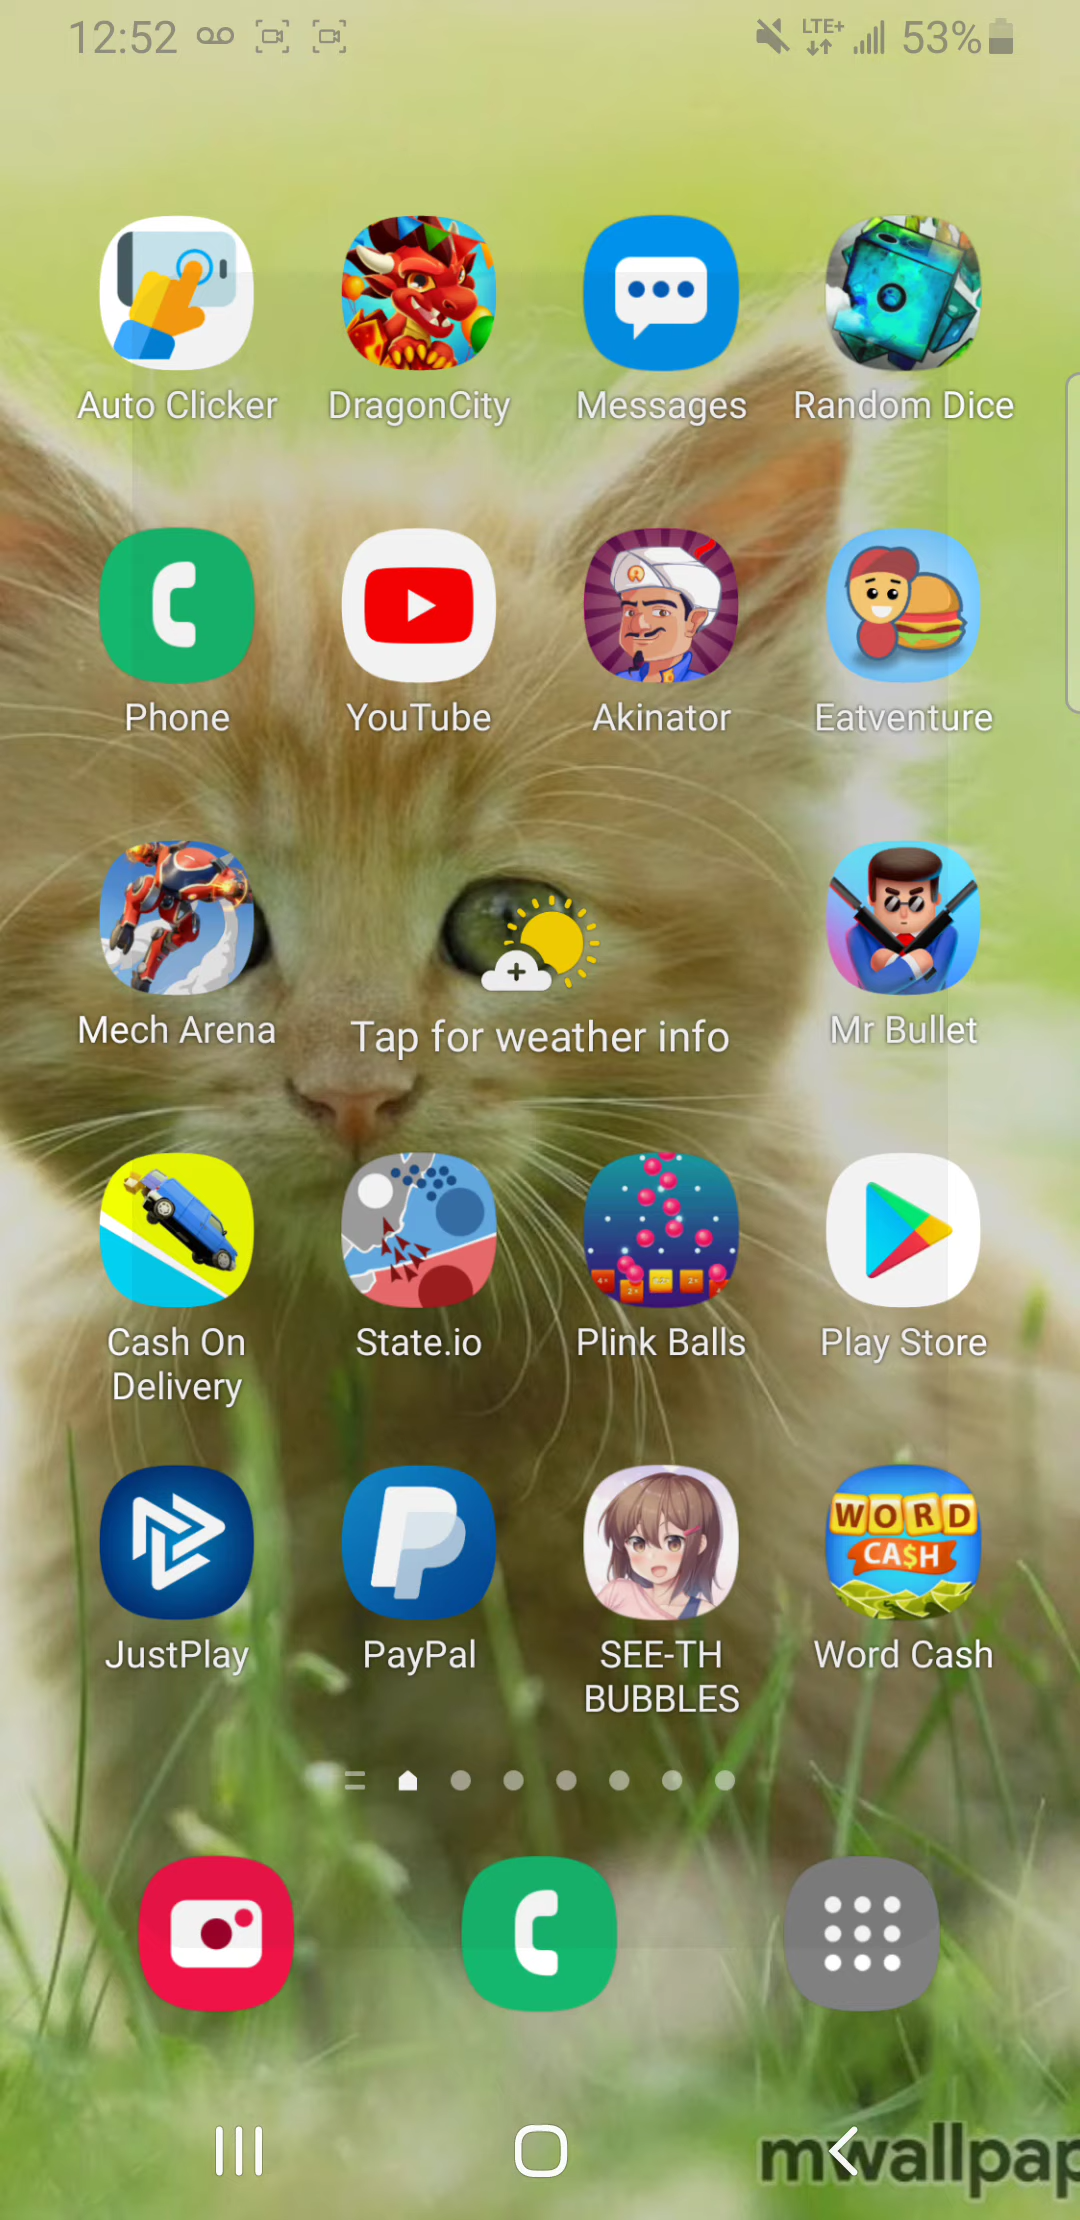 12:52 LTE+ 53%
Auto Clicker DragonCity Messages Random Dice
Phone YouTube Akinator Eatventure
Mech Arena Tap for weather info Mr Bullet
Cash On
Delivery State.io Plink Balls Play Store
WORD
CA$H
JustPlay PayPal SEE-TH
BUBBLES Word Cash
mwallpap